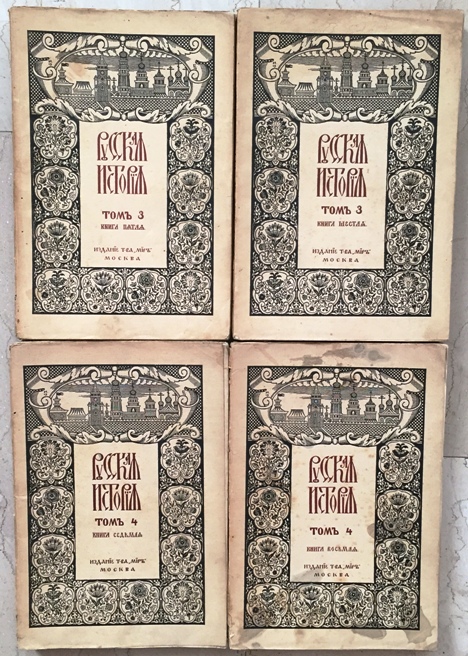 Русская
Исторія
Томъ 3
Книга пятая
Изданіе Т-ва „Міръ"
Москва
Русская
Исторія
Томъ 3
Книга шестая
Изданіе Т-ва „Міръ"
Москва
Русская
Исторія
Томъ 4
Книга седьмая
Изданіе Т-ва „Міръ"
Москва
Русская
Исторія
Томъ 4
Книга восьмая
Изданіе Т-ва „Міръ"
Москва